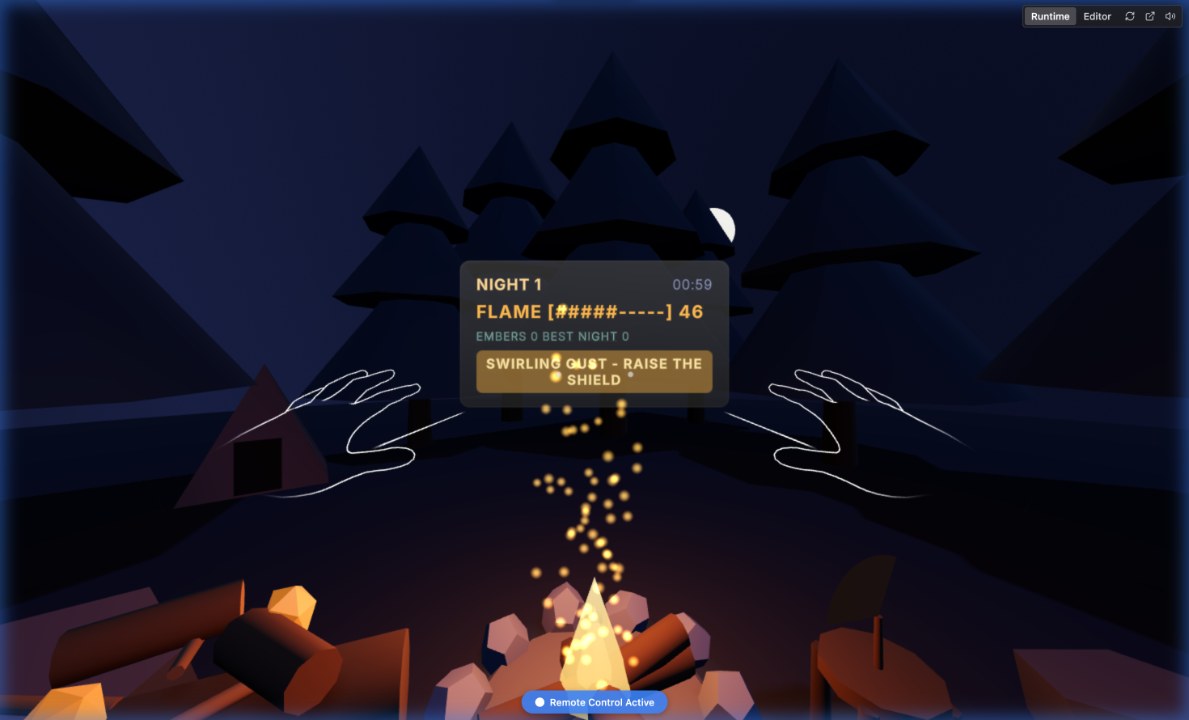 Runtime Editor
NIGHT 1 00:59
FLAME [#####-----] 46
EMBERS 0 BEST NIGHT 0
SWIRLING GUST - RAISE THE
SHIELD
Remote Control Active